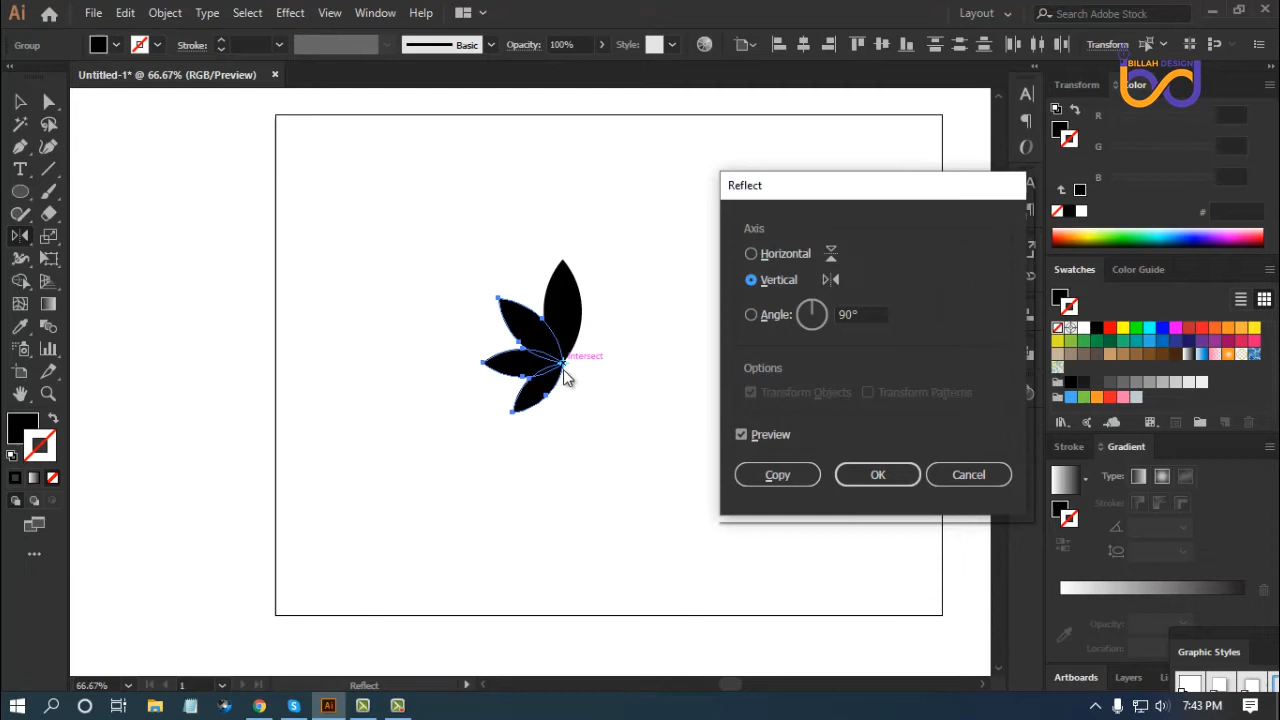 Ai File Edit Object Type Select Effect View Window Help Layout Search Adobe Stock
Group Stroke: Basic Opacity: 100% Style: Transform
Untitled-1* @ 66.67% (RGB/Preview)
BILLAH DESIGN
Transform Color
R
G
B
#
Reflect
Axis
Horizontal
Vertical
Angle: 90°
Options
Transform Objects Transform Patterns
Preview
Copy OK Cancel
intersect
Swatches Color Guide
Stroke Gradient
Type:
Stroke:
Opacity:
Location:
Graphic Styles
Artboards Layers Li
66.67% 1 Reflect
7:43 PM